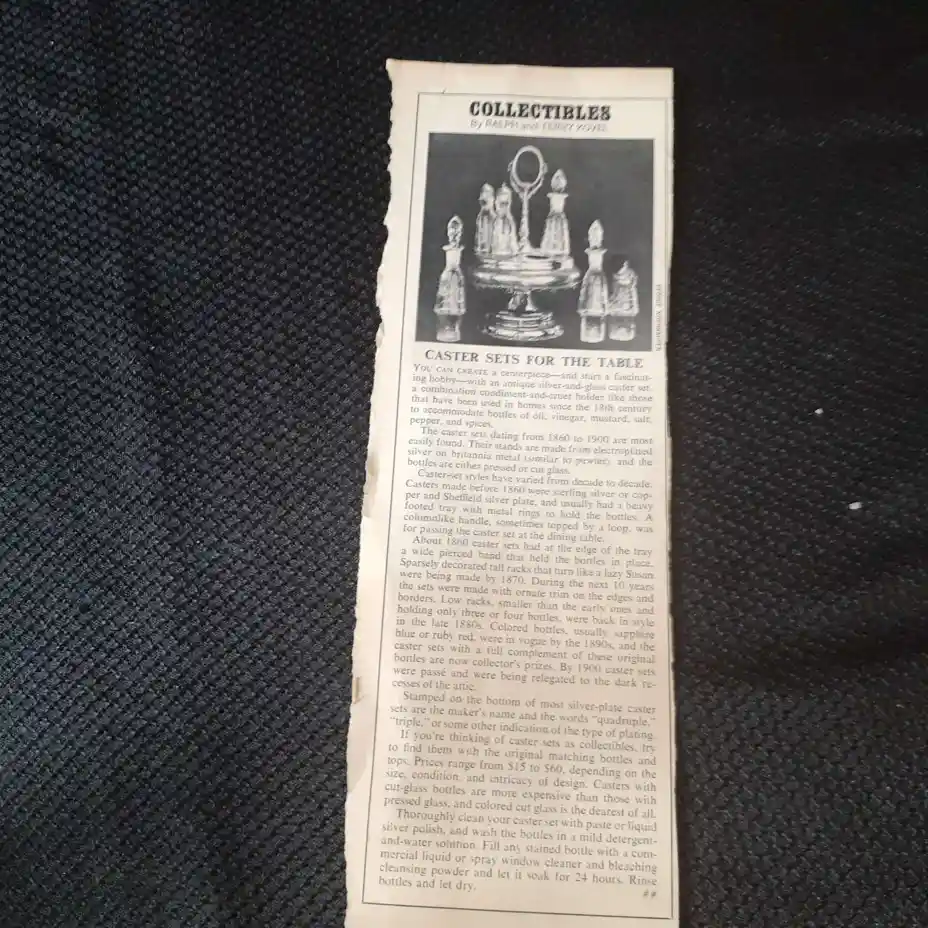 COLLECTIBLES
By RALPH and TERRY KOVEL
CASTER SETS FOR THE TABLE
YOU CAN CREATE a centerpiece—and start a fascinat-
ing hobby—with an antique silver-and-glass caster set,
a combination condiment-and-cruet holder like those
that have been used in homes since the 18th century
to accommodate bottles of oil, vinegar, mustard, salt,
pepper, and spices.
The caster sets dating from 1860 to 1900 are most
easily found. Their stands are made from electroplated
silver on britannia metal (similar to pewter), and the
bottles are either pressed or cut glass.
Caster-set styles have varied from decade to decade.
Casters made before 1860 were sterling silver or cop-
per and Sheffield silver plate, and usually had a heavy
footed tray with metal rings to hold the bottles. A
columnlike handle, sometimes topped by a loop, was
for passing the caster set at the dining table.
About 1860 caster sets had at the edge of the tray
a wide pierced band that held the bottles in place.
Sparsely decorated tall racks that turn like a lazy Susan
were being made by 1870. During the next 10 years
the sets were made with ornate trim on the edges and
borders. Low racks, smaller than the early ones and
holding only three or four bottles, were back in style
in the late 1880s. Colored bottles, usually sapphire
blue or ruby red, were in vogue by the 1890s, and the
caster sets with a full complement of these original
bottles are now collector's prizes. By 1900 caster sets
were passé and were being relegated to the dark re-
cesses of the attic.
Stamped on the bottom of most silver-plate caster
sets are the maker's name and the words "quadruple,"
"triple," or some other indication of the type of plating.
If you're thinking of caster sets as collectibles, try
to find them with the original matching bottles and
tops. Prices range from $15 to $60, depending on the
size, condition, and intricacy of design. Casters with
cut-glass bottles are more expensive than those with
pressed glass, and colored cut glass is the dearest of all.
Thoroughly clean your caster set with paste or liquid
silver polish, and wash the bottles in a mild detergent-
and-water solution. Fill any stained bottle with a com-
mercial liquid or spray window cleaner and bleaching
cleansing powder and let it soak for 24 hours. Rinse
bottles and let dry.
##